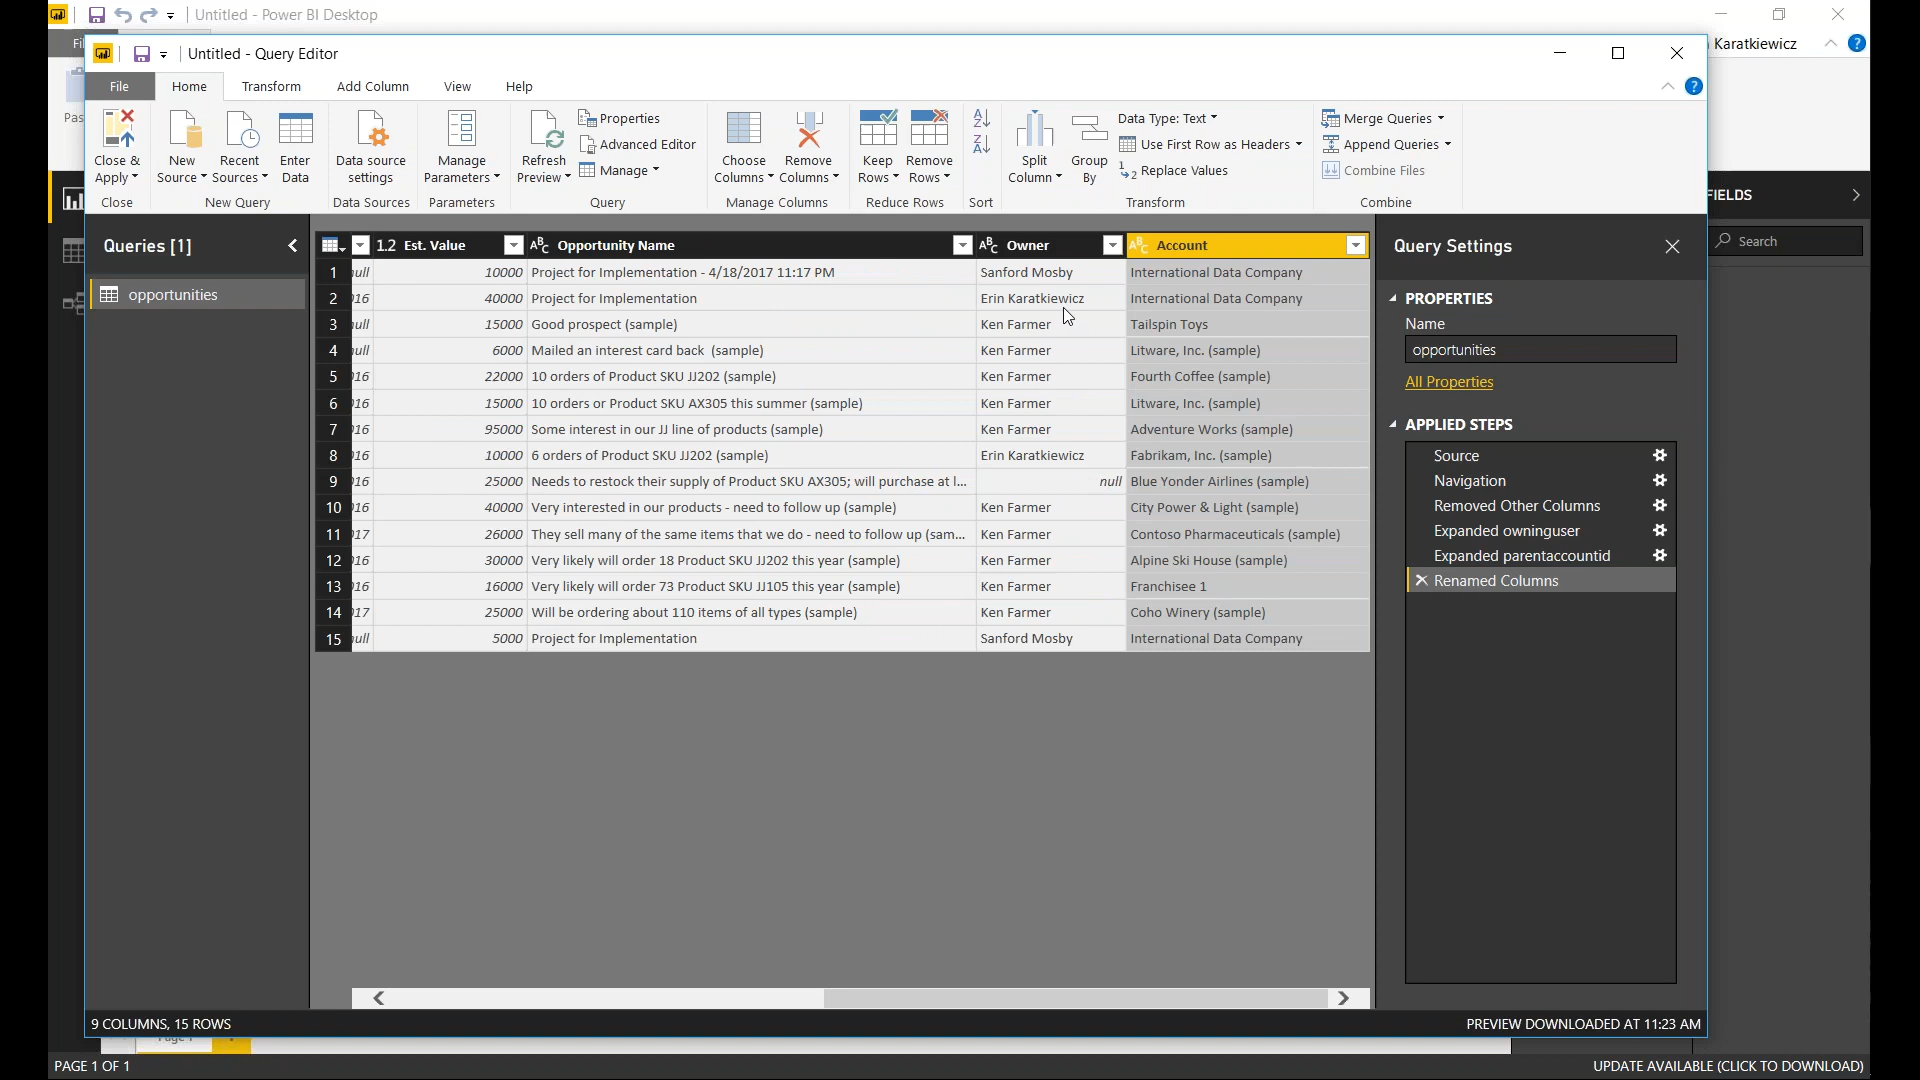 Untitled - Power BI Desktop
Untitled - Query Editor
Karatkiewicz
File Home Transform Add Column View Help
Close & Apply
New Source
Recent Sources
Enter Data
Data source settings
Manage Parameters
Refresh Preview
Properties
Advanced Editor
Manage
Choose Columns
Remove Columns
Keep Rows
Remove Rows
Split Column
Group By
Data Type: Text
Use First Row as Headers
Replace Values
Merge Queries
Append Queries
Combine Files
Close New Query Data Sources Parameters Query Manage Columns Reduce Rows Sort Transform Combine
Queries [1]
opportunities
1.2 Est. Value ABC Opportunity Name ABC Owner ABC Account
1 null 10000 Project for Implementation - 4/18/2017 11:17 PM Sanford Mosby International Data Company
2 16 40000 Project for Implementation Erin Karatkiewicz International Data Company
3 null 15000 Good prospect (sample) Ken Farmer Tailspin Toys
4 null 6000 Mailed an interest card back (sample) Ken Farmer Litware, Inc. (sample)
5 16 22000 10 orders of Product SKU JJ202 (sample) Ken Farmer Fourth Coffee (sample)
6 16 15000 10 orders or Product SKU AX305 this summer (sample) Ken Farmer Litware, Inc. (sample)
7 16 95000 Some interest in our JJ line of products (sample) Ken Farmer Adventure Works (sample)
8 16 10000 6 orders of Product SKU JJ202 (sample) Erin Karatkiewicz Fabrikam, Inc. (sample)
9 16 25000 Needs to restock their supply of Product SKU AX305; will purchase at l... null Blue Yonder Airlines (sample)
10 16 40000 Very interested in our products - need to follow up (sample) Ken Farmer City Power & Light (sample)
11 17 26000 They sell many of the same items that we do - need to follow up (sam... Ken Farmer Contoso Pharmaceuticals (sample)
12 16 30000 Very likely will order 18 Product SKU JJ202 this year (sample) Ken Farmer Alpine Ski House (sample)
13 16 16000 Very likely will order 73 Product SKU JJ105 this year (sample) Ken Farmer Franchisee 1
14 17 25000 Will be ordering about 110 items of all types (sample) Ken Farmer Coho Winery (sample)
15 null 5000 Project for Implementation Sanford Mosby International Data Company
Query Settings
PROPERTIES
Name
opportunities
All Properties
APPLIED STEPS
Source
Navigation
Removed Other Columns
Expanded owninguser
Expanded parentaccountid
Renamed Columns
FIELDS
Search
9 COLUMNS, 15 ROWS
PREVIEW DOWNLOADED AT 11:23 AM
PAGE 1 OF 1
UPDATE AVAILABLE (CLICK TO DOWNLOAD)